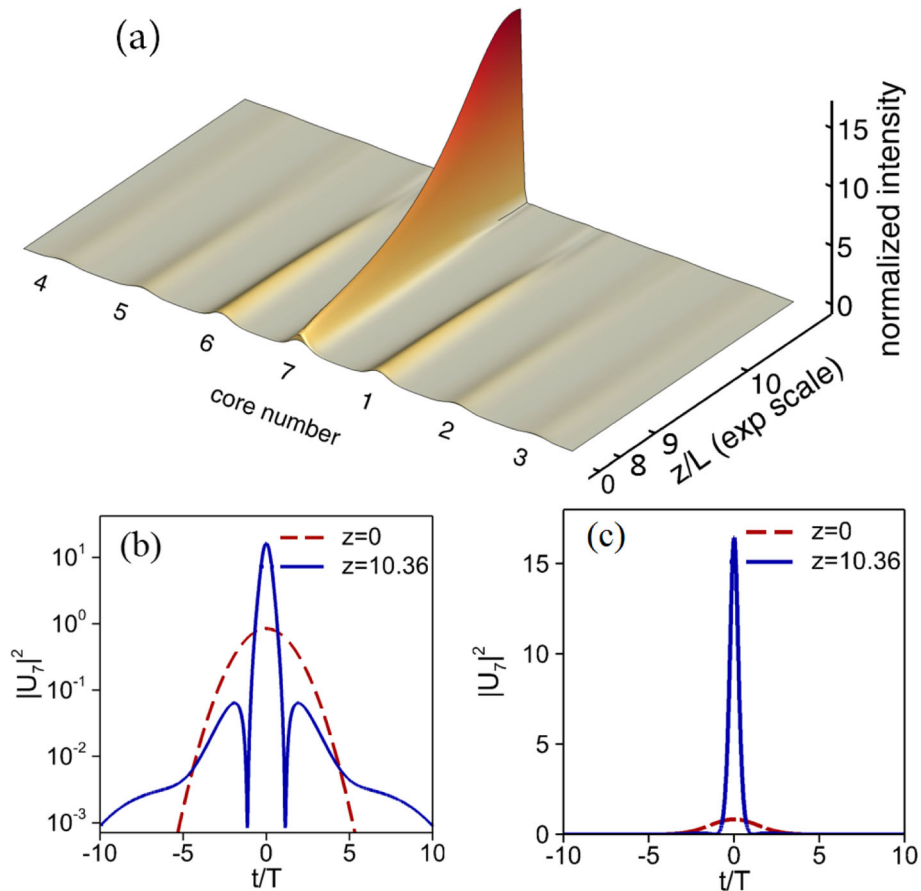 (a)
15
10
5
0
normalized intensity
4
5
6
7
1
2
3
core number
0
8
9
10
z/L (exp scale)
(b)
z=0
z=10.36
10¹
10⁰
10⁻¹
10⁻²
10⁻³
|U₇|²
-10
-5
0
5
10
t/T
(c)
z=0
z=10.36
15
10
5
0
|U₇|²
-10
-5
0
5
10
t/T